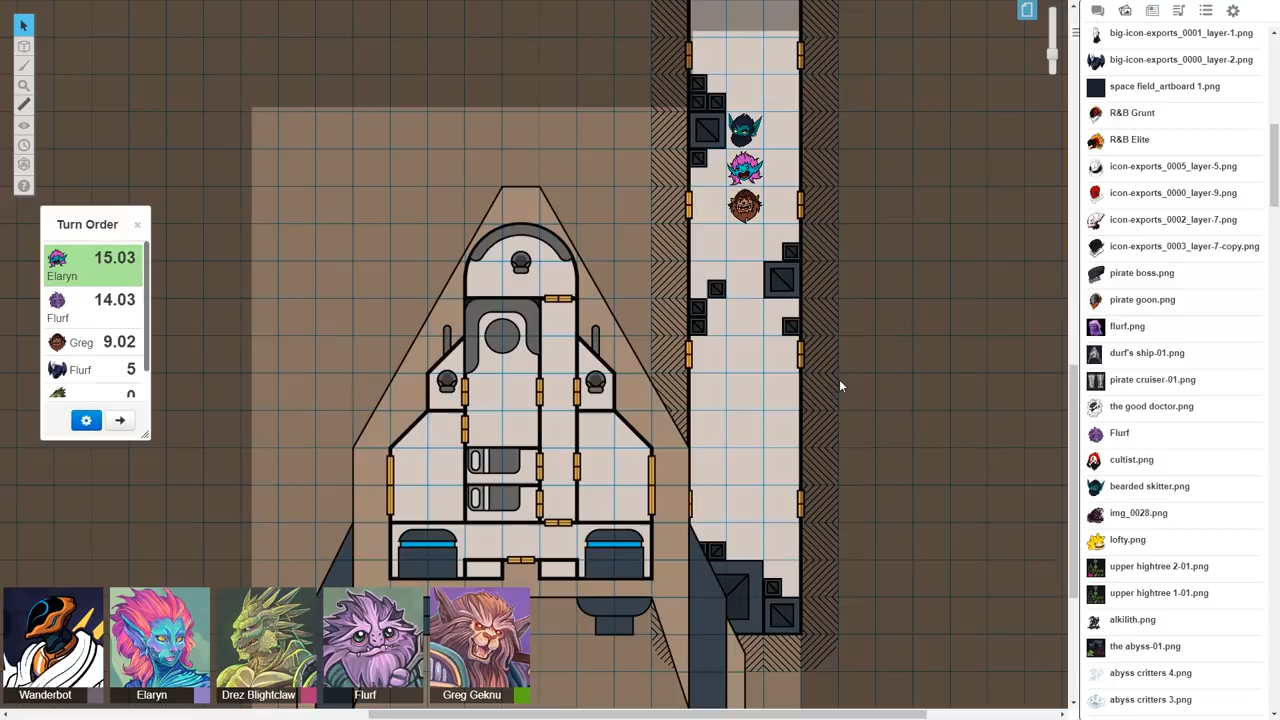 big-icon-exports_0001_layer-1.png
big-icon-exports_0000_layer-2.png
space field_artboard 1.png
R&B Grunt
R&B Elite
icon-exports_0005_layer-5.png
icon-exports_0000_layer-9.png
icon-exports_0002_layer-7.png
icon-exports_0003_layer-7-copy.png
pirate boss.png
pirate goon.png
flurf.png
durf's ship-01.png
pirate cruiser-01.png
the good doctor.png
Flurf
cultist.png
bearded skitter.png
img_0028.png
lofty.png
upper hightree 2-01.png
upper hightree 1-01.png
alkilith.png
the abyss-01.png
abyss critters 4.png
abyss critters 3.png
Turn Order
15.03
Elaryn
14.03
Flurf
Greg 9.02
Flurf 5
Wanderbot
Elaryn
Drez Blightclaw
Flurf
Greg Geknu